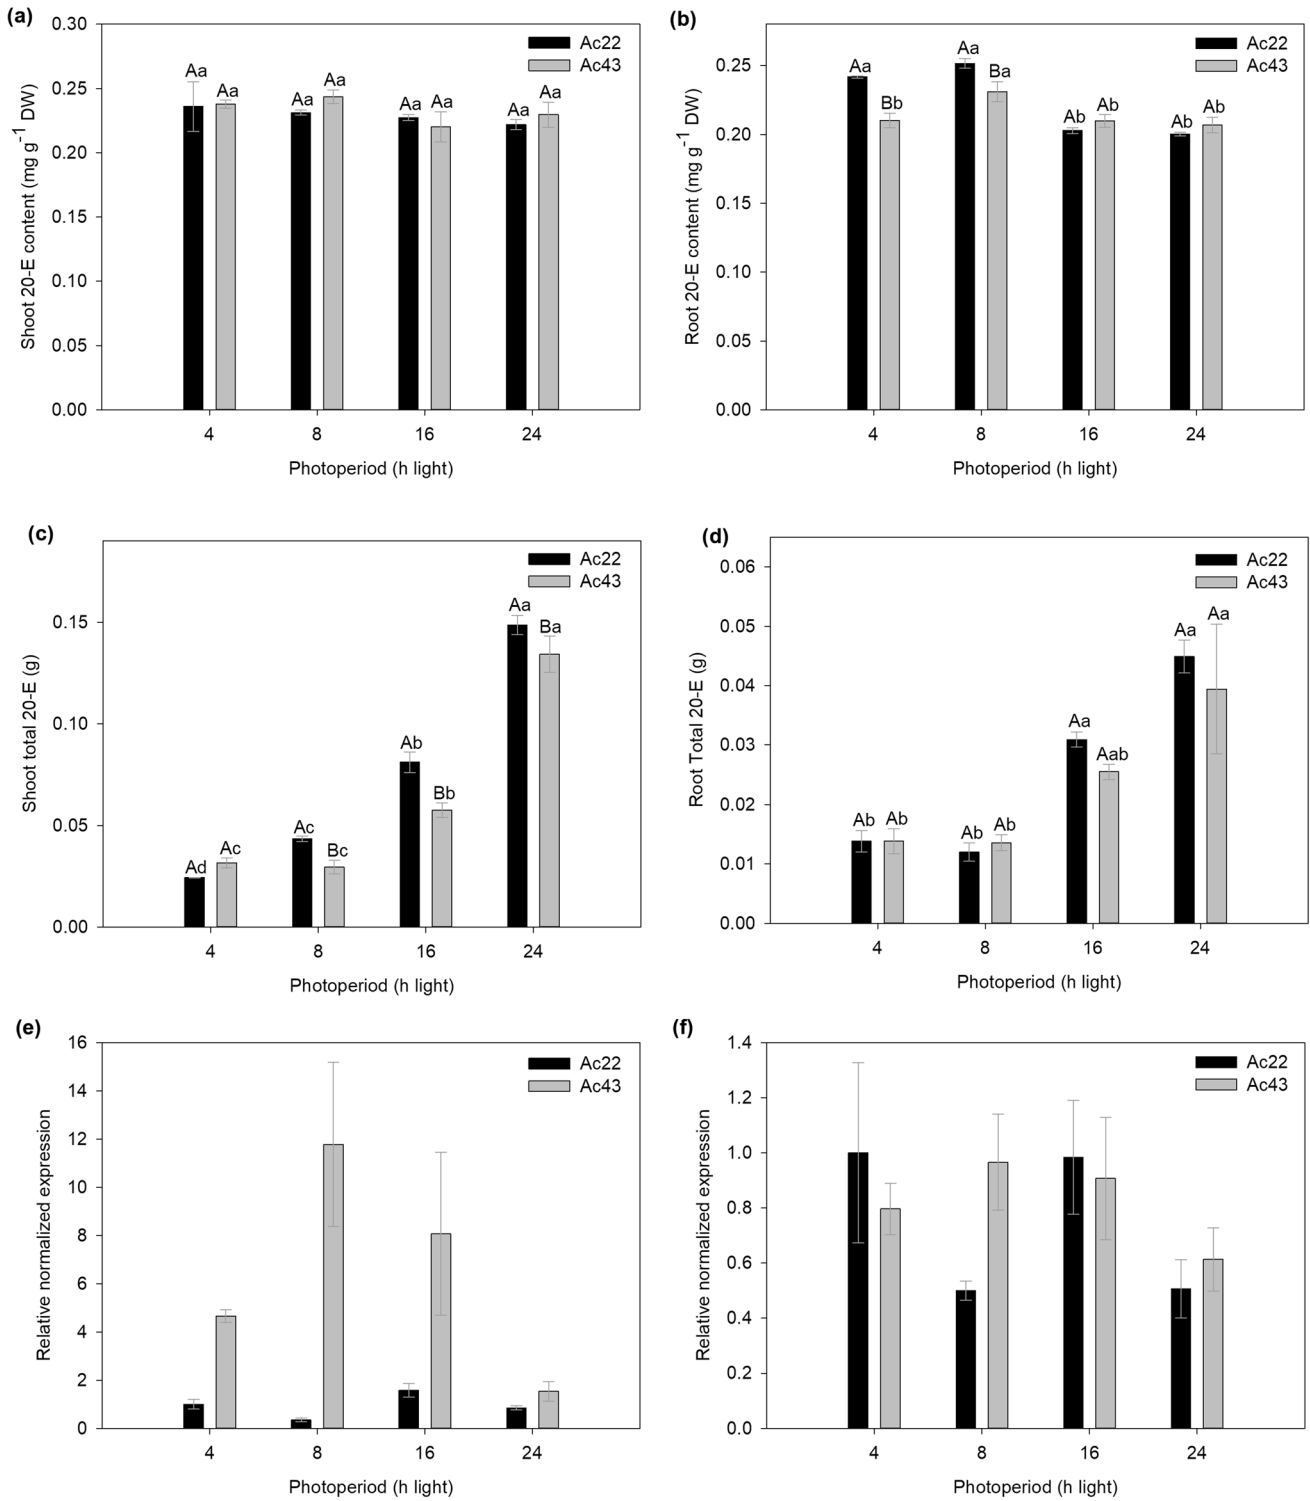 (a)
Shoot 20-E content (mg g⁻¹ DW)
0.30
0.25
0.20
0.15
0.10
0.05
0.00
Ac22
Ac43
Aa
Aa
Aa
Aa
Aa
Aa
Aa
Aa
4
8
16
24
Photoperiod (h light)
(b)
Root 20-E content (mg g⁻¹ DW)
0.25
0.20
0.15
0.10
0.05
0.00
Ac22
Ac43
Aa
Bb
Aa
Ba
Ab
Ab
Ab
Ab
4
8
16
24
Photoperiod (h light)
(c)
Shoot total 20-E (g)
0.15
0.10
0.05
0.00
Ac22
Ac43
Ad
Ac
Ac
Bc
Ab
Bb
Aa
Ba
4
8
16
24
Photoperiod (h light)
(d)
Root Total 20-E (g)
0.06
0.05
0.04
0.03
0.02
0.01
0.00
Ac22
Ac43
Ab
Ab
Ab
Ab
Aa
Aab
Aa
Aa
4
8
16
24
Photoperiod (h light)
(e)
Relative normalized expression
16
14
12
10
8
6
4
2
0
Ac22
Ac43
4
8
16
24
Photoperiod (h light)
(f)
Relative normalized expression
1.4
1.2
1.0
0.8
0.6
0.4
0.2
0.0
Ac22
Ac43
4
8
16
24
Photoperiod (h light)